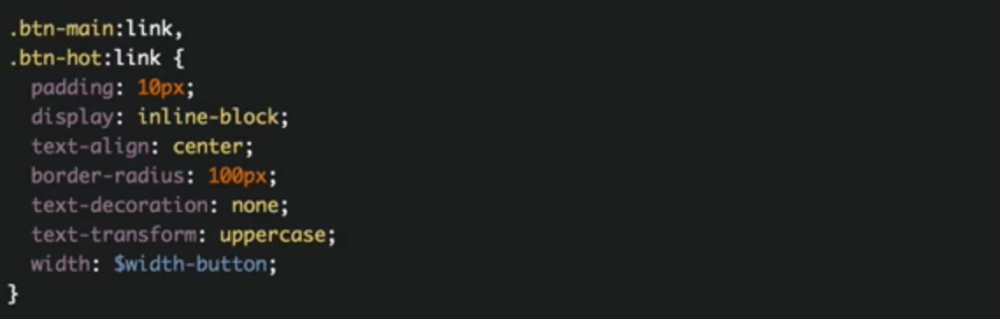 .btn-main:link,
.btn-hot:link {
  padding: 10px;
  display: inline-block;
  text-align: center;
  border-radius: 100px;
  text-decoration: none;
  text-transform: uppercase;
  width: $width-button;
}